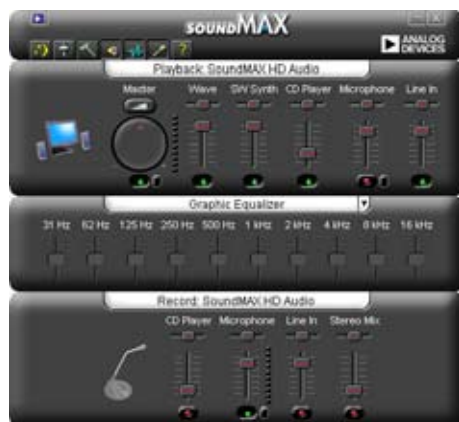 SOUNDMAX
ANALOG
DEVICES
Playback: SoundMAX HD Audio
Master Wave SW Synth CD Player Microphone Line In
Graphic Equalizer
31 Hz 62 Hz 125 Hz 250 Hz 500 Hz 1 kHz 2 kHz 4 kHz 8 kHz 16 kHz
Record: SoundMAX HD Audio
CD Player Microphone Line In Stereo Mix